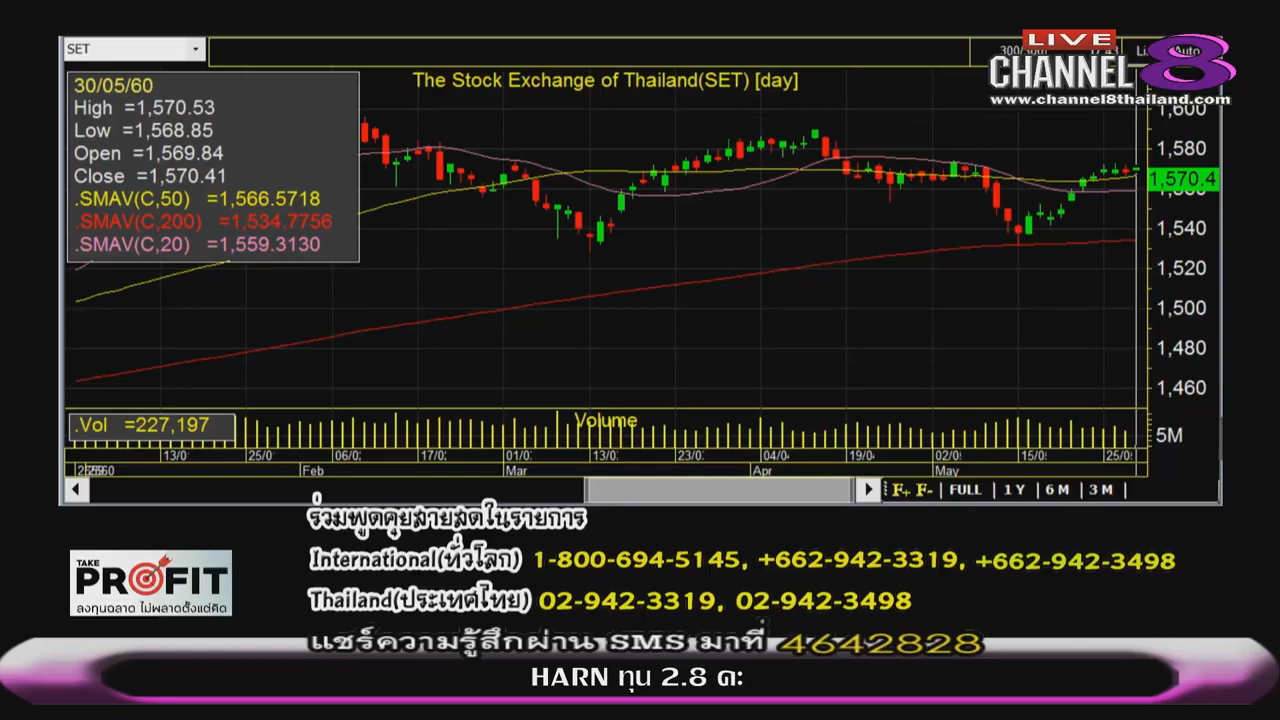 SET
LIVE
CHANNEL 8
www.channel8thailand.com
The Stock Exchange of Thailand(SET) [day]
30/05/60
High =1,570.53
Low =1,568.85
Open =1,569.84
Close =1,570.41
.SMAV(C,50) =1,566.5718
.SMAV(C,200) =1,534.7756
.SMAV(C,20) =1,559.3130
1,600
1,580
1,570.4
1,540
1,520
1,500
1,480
1,460
.Vol =227,197
Volume
5M
13/0 25/0 06/0 17/0 01/0 13/0 23/0 04/0 19/0 02/0 15/0 25/0
Feb Mar Apr May
F+ F- FULL 1 Y 6 M 3 M
ร่วมพูดคุยสายสดในรายการ
International(ทั่วโลก) 1-800-694-5145, +662-942-3319, +662-942-3498
Thailand(ประเทศไทย) 02-942-3319, 02-942-3498
แชร์ความรู้สึกผ่าน SMS มาที่ 4642828
TAKE
PROFIT
ลงทุนฉลาด ไม่พลาดตั้งแต่คิด
HARN ทุน 2.8 ค่ะ